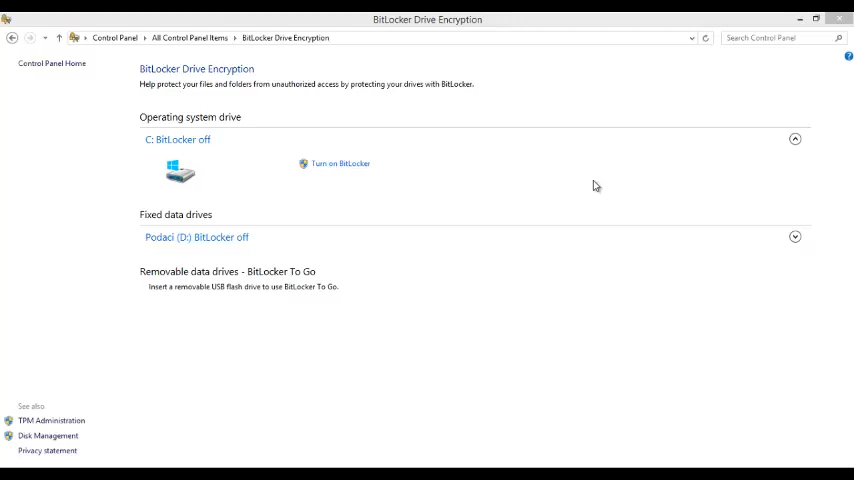 BitLocker Drive Encryption
Control Panel
All Control Panel Items
BitLocker Drive Encryption
Search Control Panel
Control Panel Home
BitLocker Drive Encryption
Help protect your files and folders from unauthorized access by protecting your drives with BitLocker.
Operating system drive
C: BitLocker off
Turn on BitLocker
Fixed data drives
Podaci (D:) BitLocker off
Removable data drives - BitLocker To Go
Insert a removable USB flash drive to use BitLocker To Go.
See also
TPM Administration
Disk Management
Privacy statement